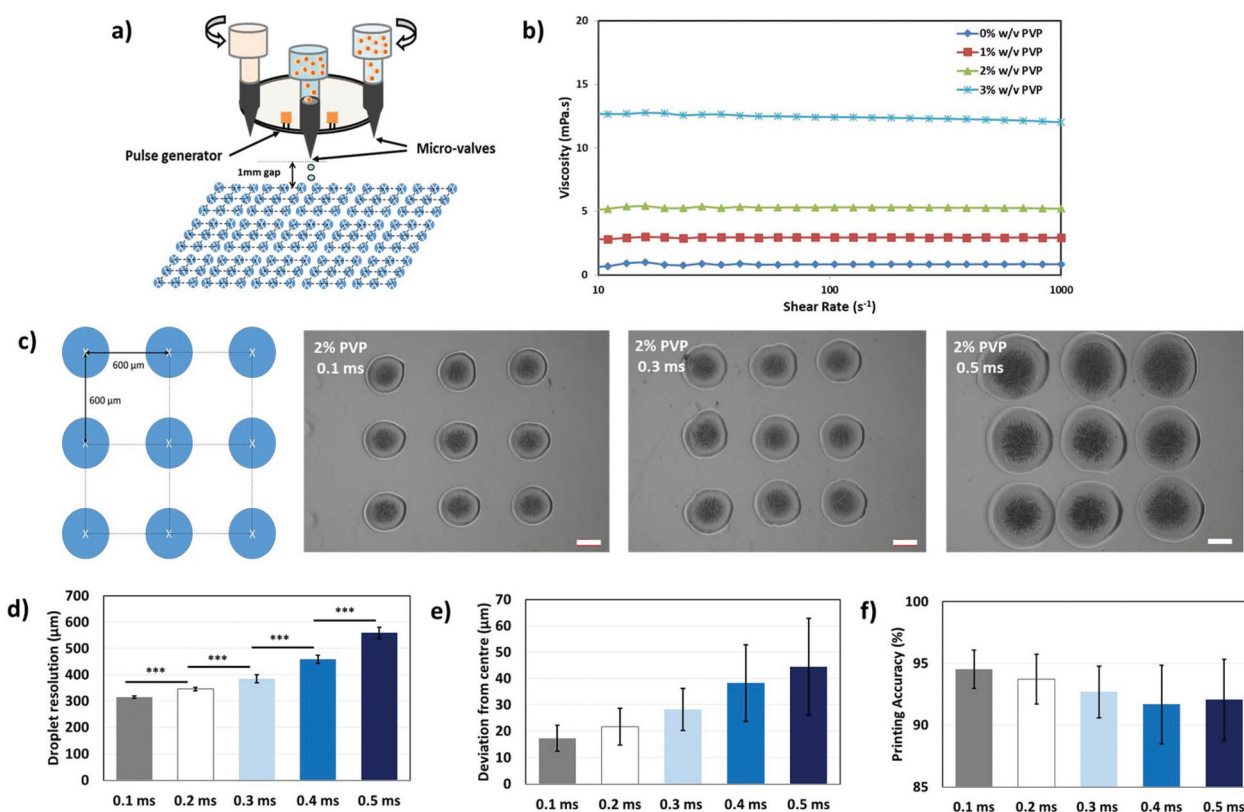 a)
Pulse generator
Micro-valves
1mm gap
b)
20
15
10
5
0
Viscosity (mPa.s)
0% w/v PVP
1% w/v PVP
2% w/v PVP
3% w/v PVP
10
100
1000
Shear Rate (s⁻¹)
c)
X X X
600 μm
600 μm
X X X
X X X
2% PVP
0.1 ms
2% PVP
0.3 ms
2% PVP
0.5 ms
d)
700
600
500
400
300
200
100
0
Droplet resolution (μm)
***
***
***
***
0.1 ms 0.2 ms 0.3 ms 0.4 ms 0.5 ms
e)
70
60
50
40
30
20
10
0
Deviation from centre (μm)
0.1 ms 0.2 ms 0.3 ms 0.4 ms 0.5 ms
f)
100
95
90
85
Printing Accuracy (%)
0.1 ms 0.2 ms 0.3 ms 0.4 ms 0.5 ms